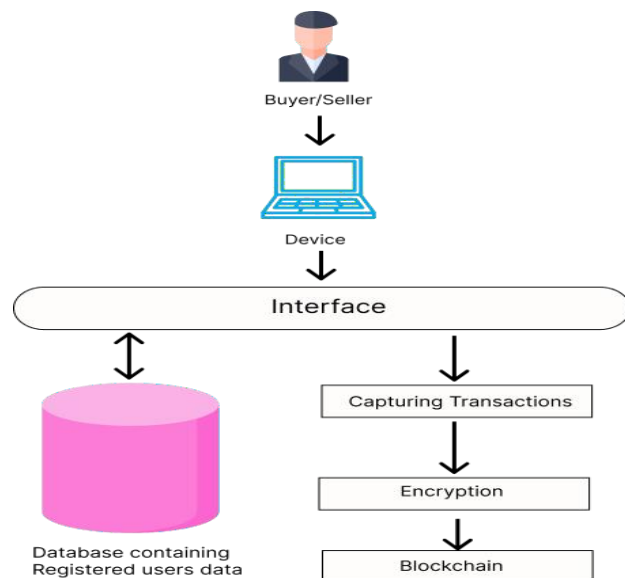 Buyer/Seller
Device
Interface
Capturing Transactions
Encryption
Database containing
Registered users data
Blockchain